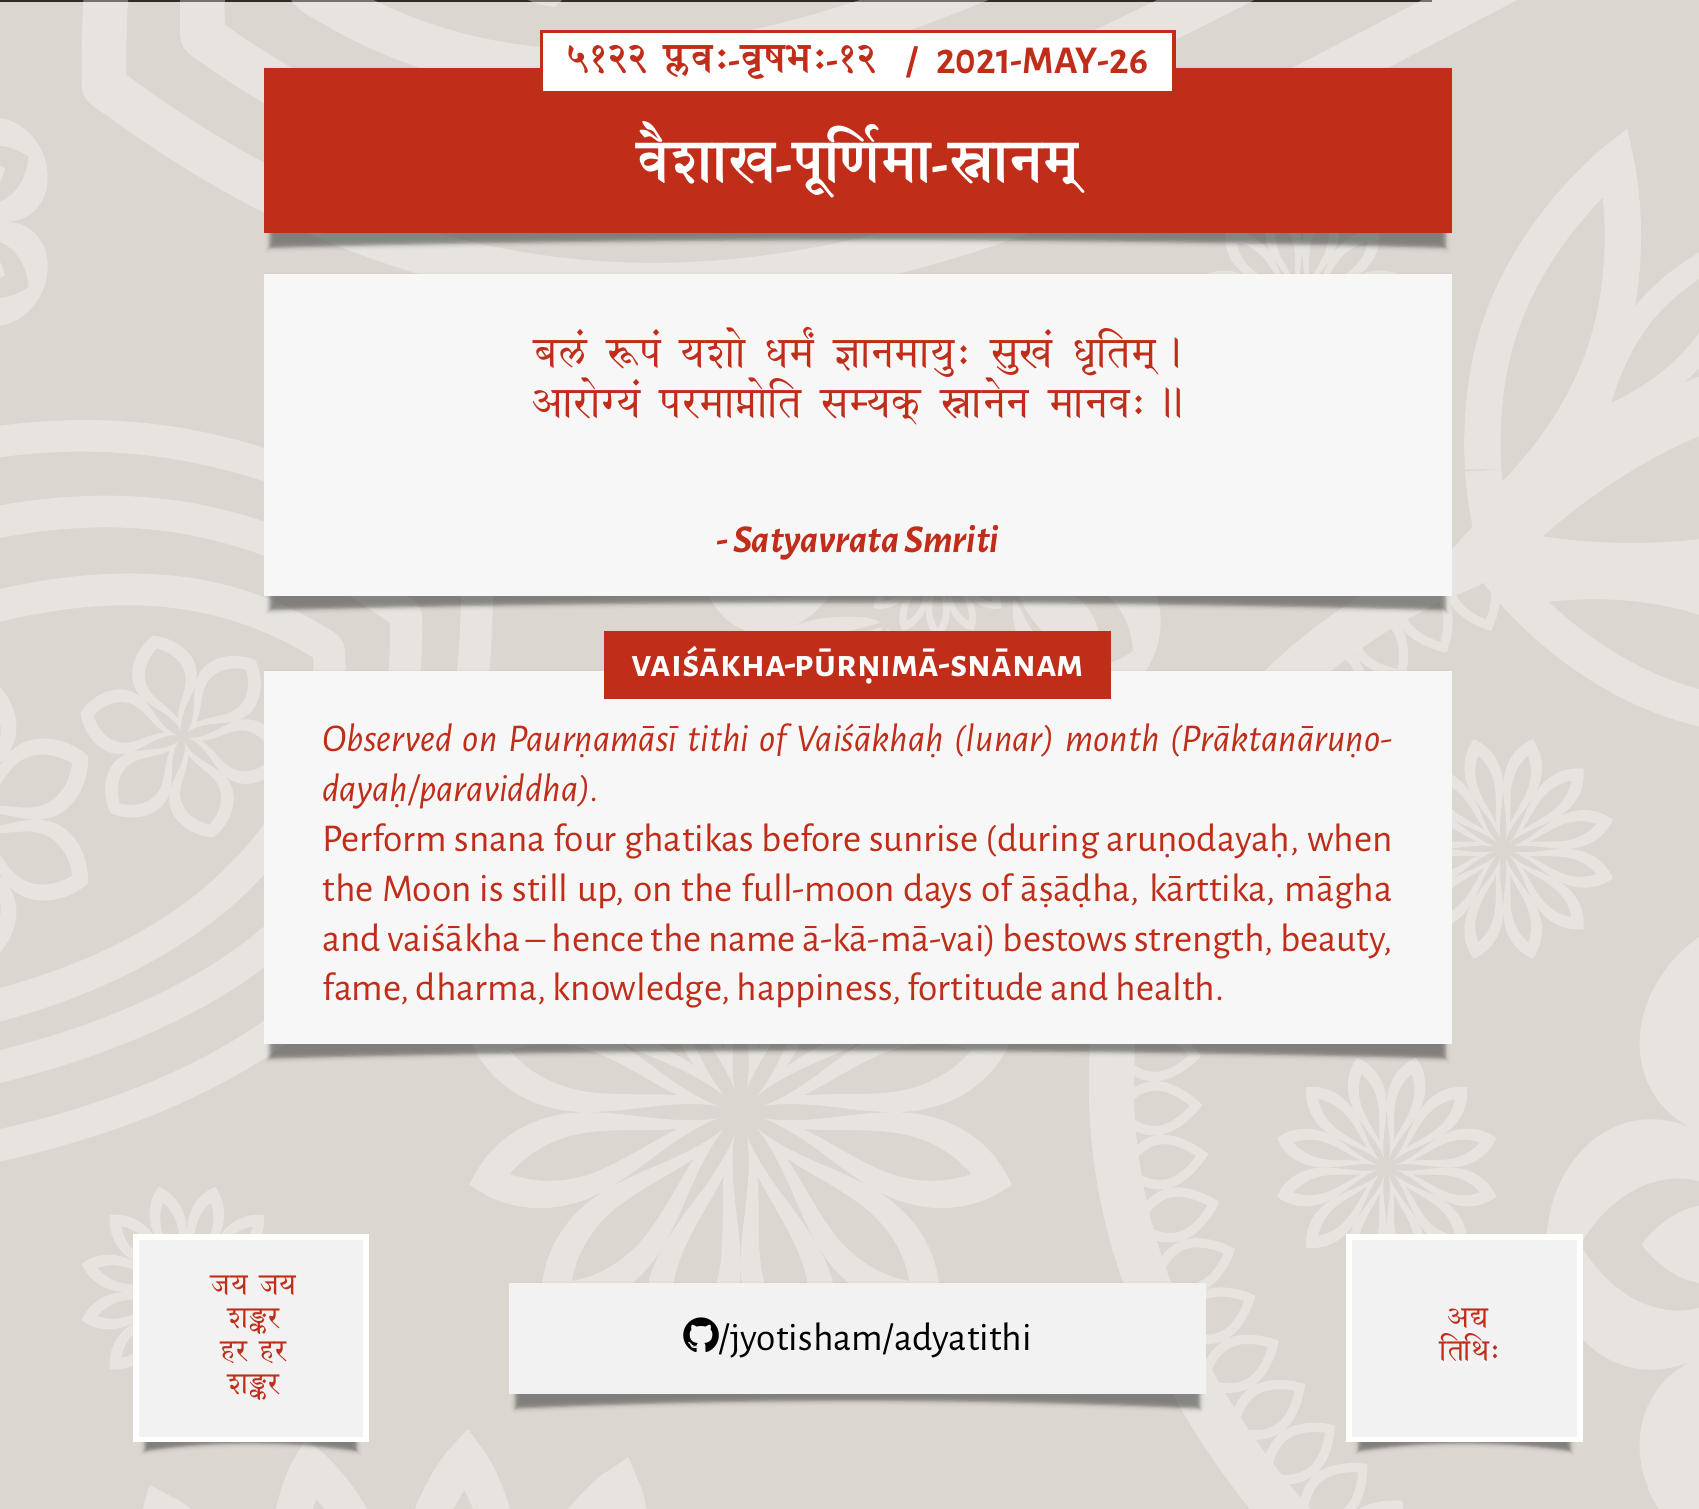 ५१२२ प्लवः-वृषभः-१२ / 2021-MAY-26
वैशाख-पूर्णिमा-स्नानम्
बलं रूपं यशो धर्मं ज्ञानमायुः सुखं धृतिम् ।
आरोग्यं परमाप्नोति सम्यक् स्नानेन मानवः ॥
- Satyavrata Smriti
VAIŚĀKHA-PŪRṆIMĀ-SNĀNAM
Observed on Paurṇamāsī tithi of Vaiśākhaḥ (lunar) month (Prāktanāruṇo-
dayaḥ/paraviddha).
Perform snana four ghatikas before sunrise (during aruṇodayaḥ, when
the Moon is still up, on the full-moon days of āṣāḍha, kārttika, māgha
and vaiśākha – hence the name ā-kā-mā-vai) bestows strength, beauty,
fame, dharma, knowledge, happiness, fortitude and health.
जय जय
शङ्कर
हर हर
शङ्कर
/jyotisham/adyatithi
अद्य
तिथिः